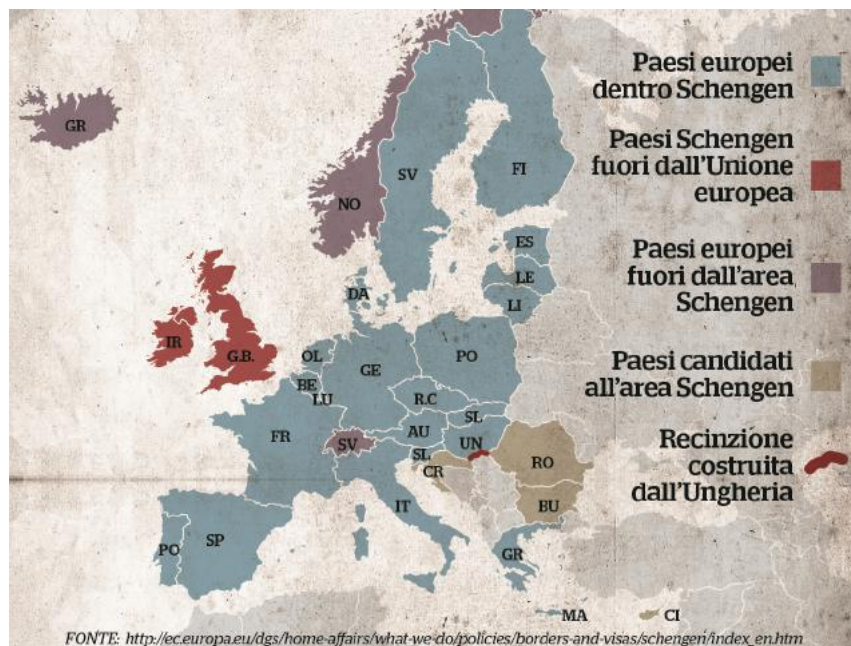 Paesi europei
dentro Schengen
Paesi Schengen
fuori dall'Unione
europea
Paesi europei
fuori dall'area
Schengen
Paesi candidati
all'area Schengen
Recinzione
costruita
dall'Ungheria
GR
NO
SV
FI
ES
LE
LI
DA
IR
G.B.
OL
BE
LU
GE
PO
R.C
SL
FR
SV
AU
UN
SL
CR
RO
BU
IT
PO
SP
GR
MA
CI
FONTE: http://ec.europa.eu/dgs/home-affairs/what-we-do/policies/borders-and-visas/schengen/index_en.htm